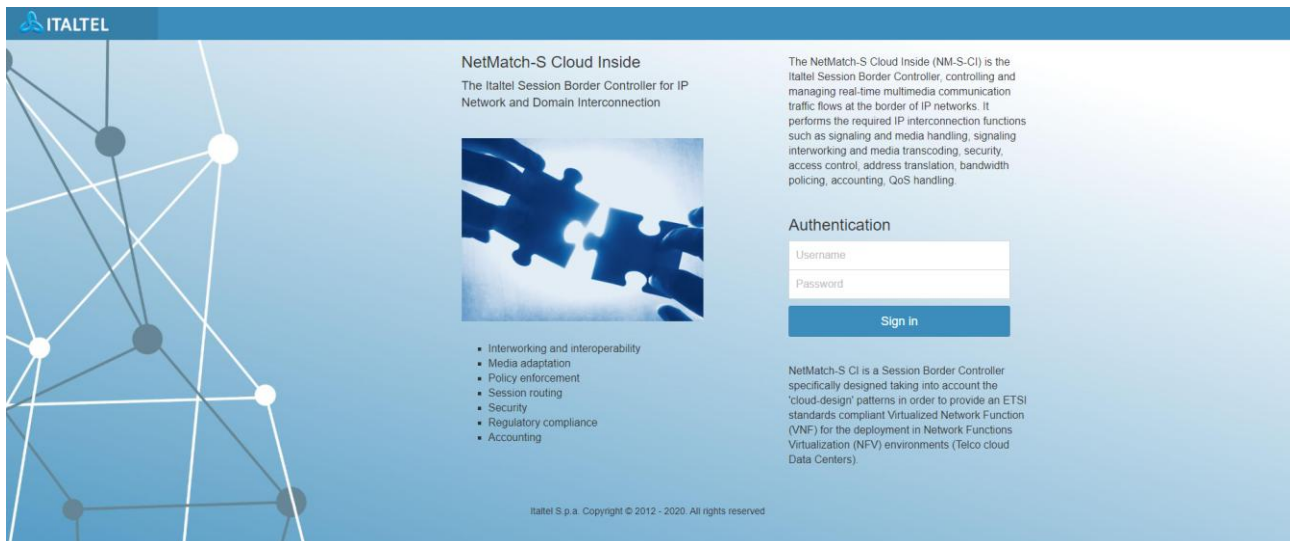 ITALTEL
NetMatch-S Cloud Inside
The Italtel Session Border Controller for IP
Network and Domain Interconnection
Interworking and interoperability
Media adaptation
Policy enforcement
Session routing
Security
Regulatory compliance
Accounting
The NetMatch-S Cloud Inside (NM-S-CI) is the
Italtel Session Border Controller, controlling and
managing real-time multimedia communication
traffic flows at the border of IP networks. It
performs the required IP interconnection functions
such as signaling and media handling, signaling
interworking and media transcoding, security,
access control, address translation, bandwidth
policing, accounting, QoS handling.
Authentication
Username
Password
Sign in
NetMatch-S CI is a Session Border Controller
specifically designed taking into account the
'cloud-design' patterns in order to provide an ETSI
standards compliant Virtualized Network Function
(VNF) for the deployment in Network Functions
Virtualization (NFV) environments (Telco cloud
Data Centers).
Italtel S.p.a. Copyright © 2012 - 2020. All rights reserved